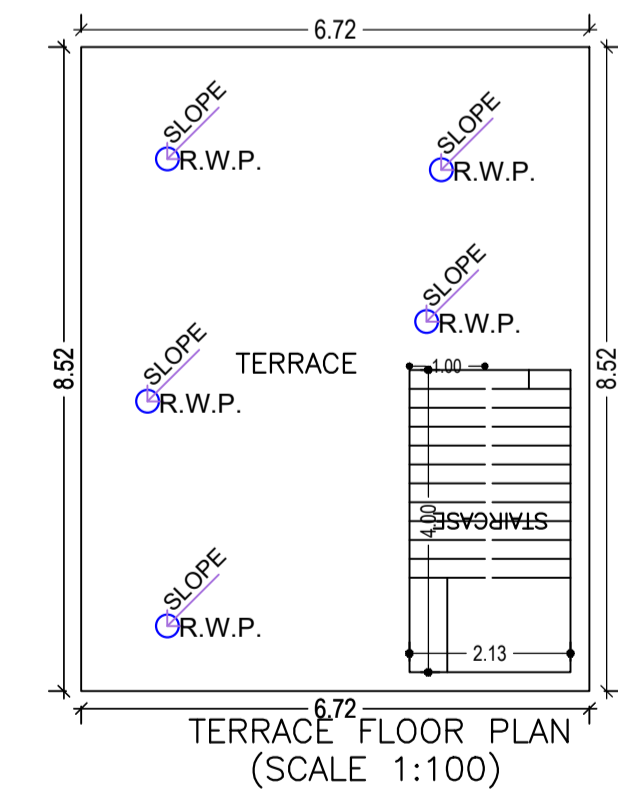 6.72
SLOPE
R.W.P.
SLOPE
R.W.P.
SLOPE
R.W.P.
8.52
8.52
TERRACE
1.00
SLOPE
R.W.P.
4.00
STAIRCASE
SLOPE
R.W.P.
2.13
6.72
TERRACE FLOOR PLAN
(SCALE 1:100)